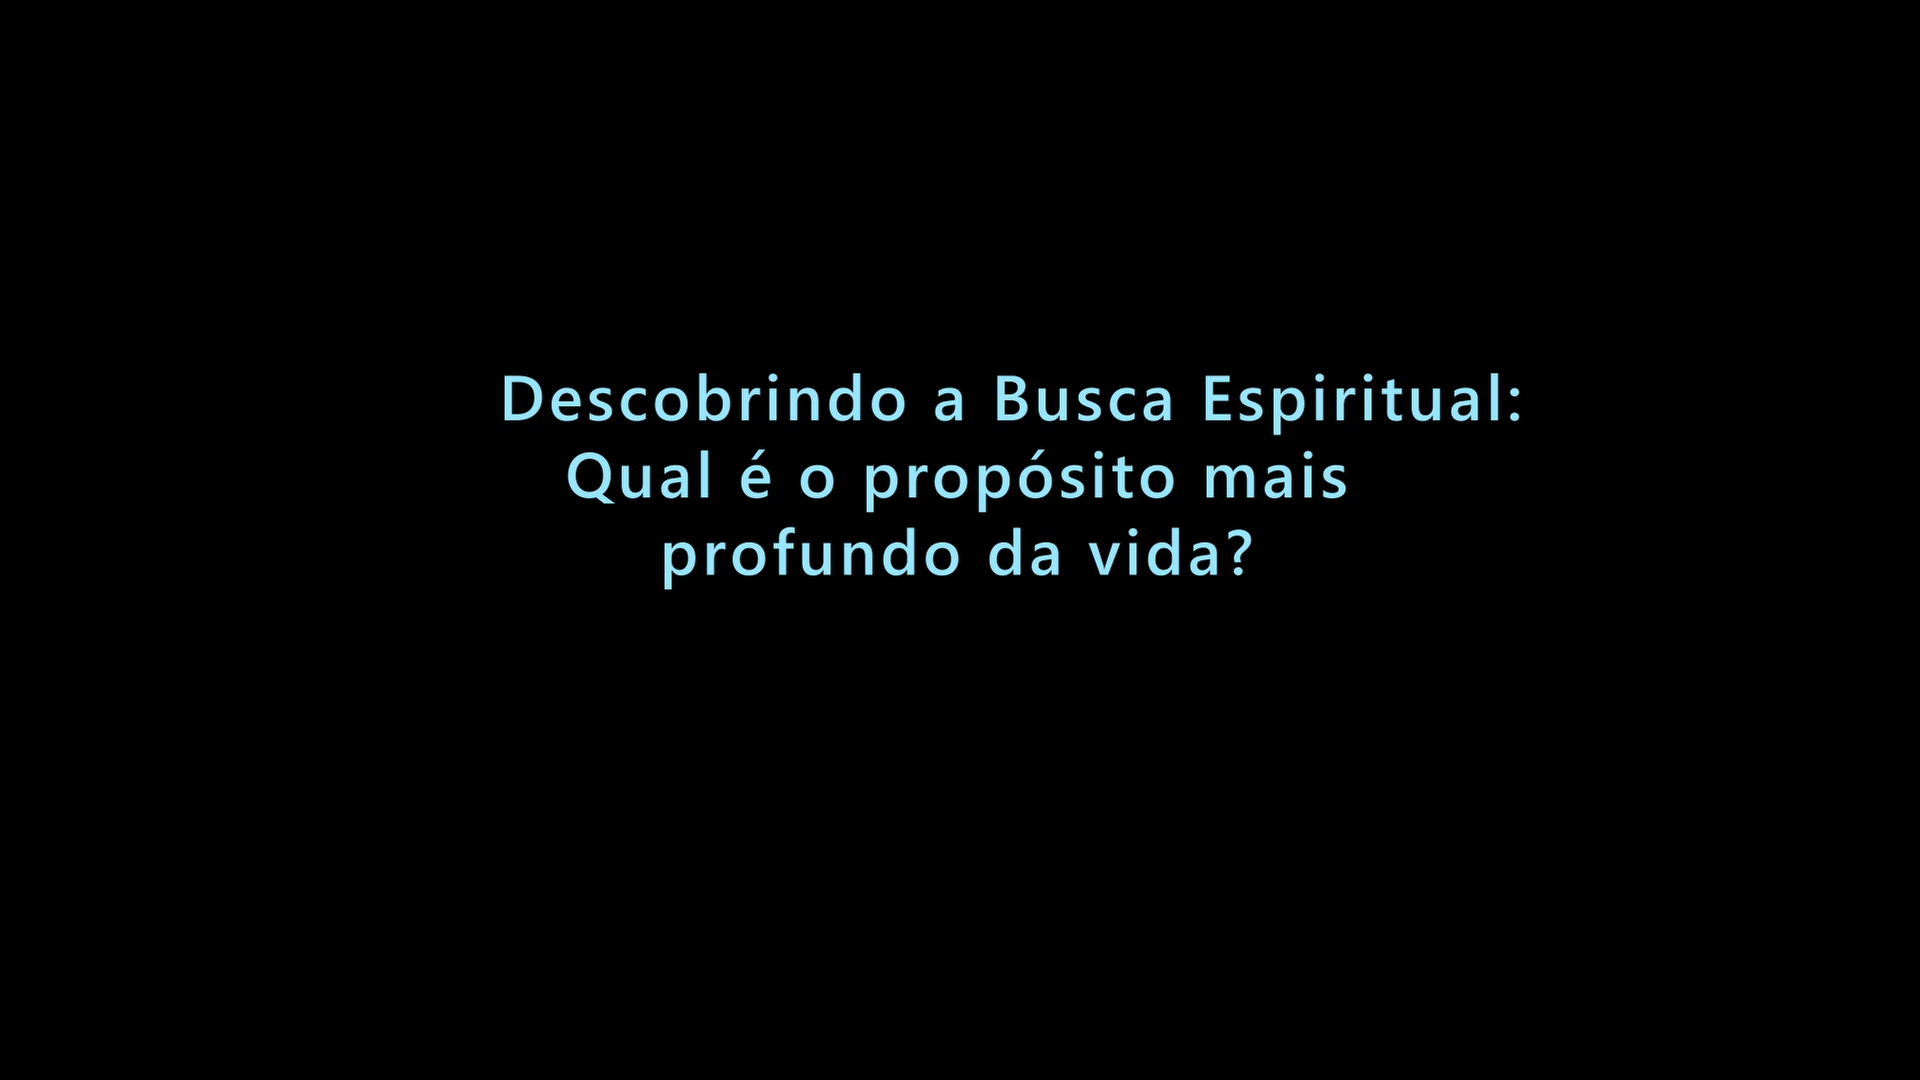 Descobrindo a Busca Espiritual:
Qual é o propósito mais
profundo da vida?